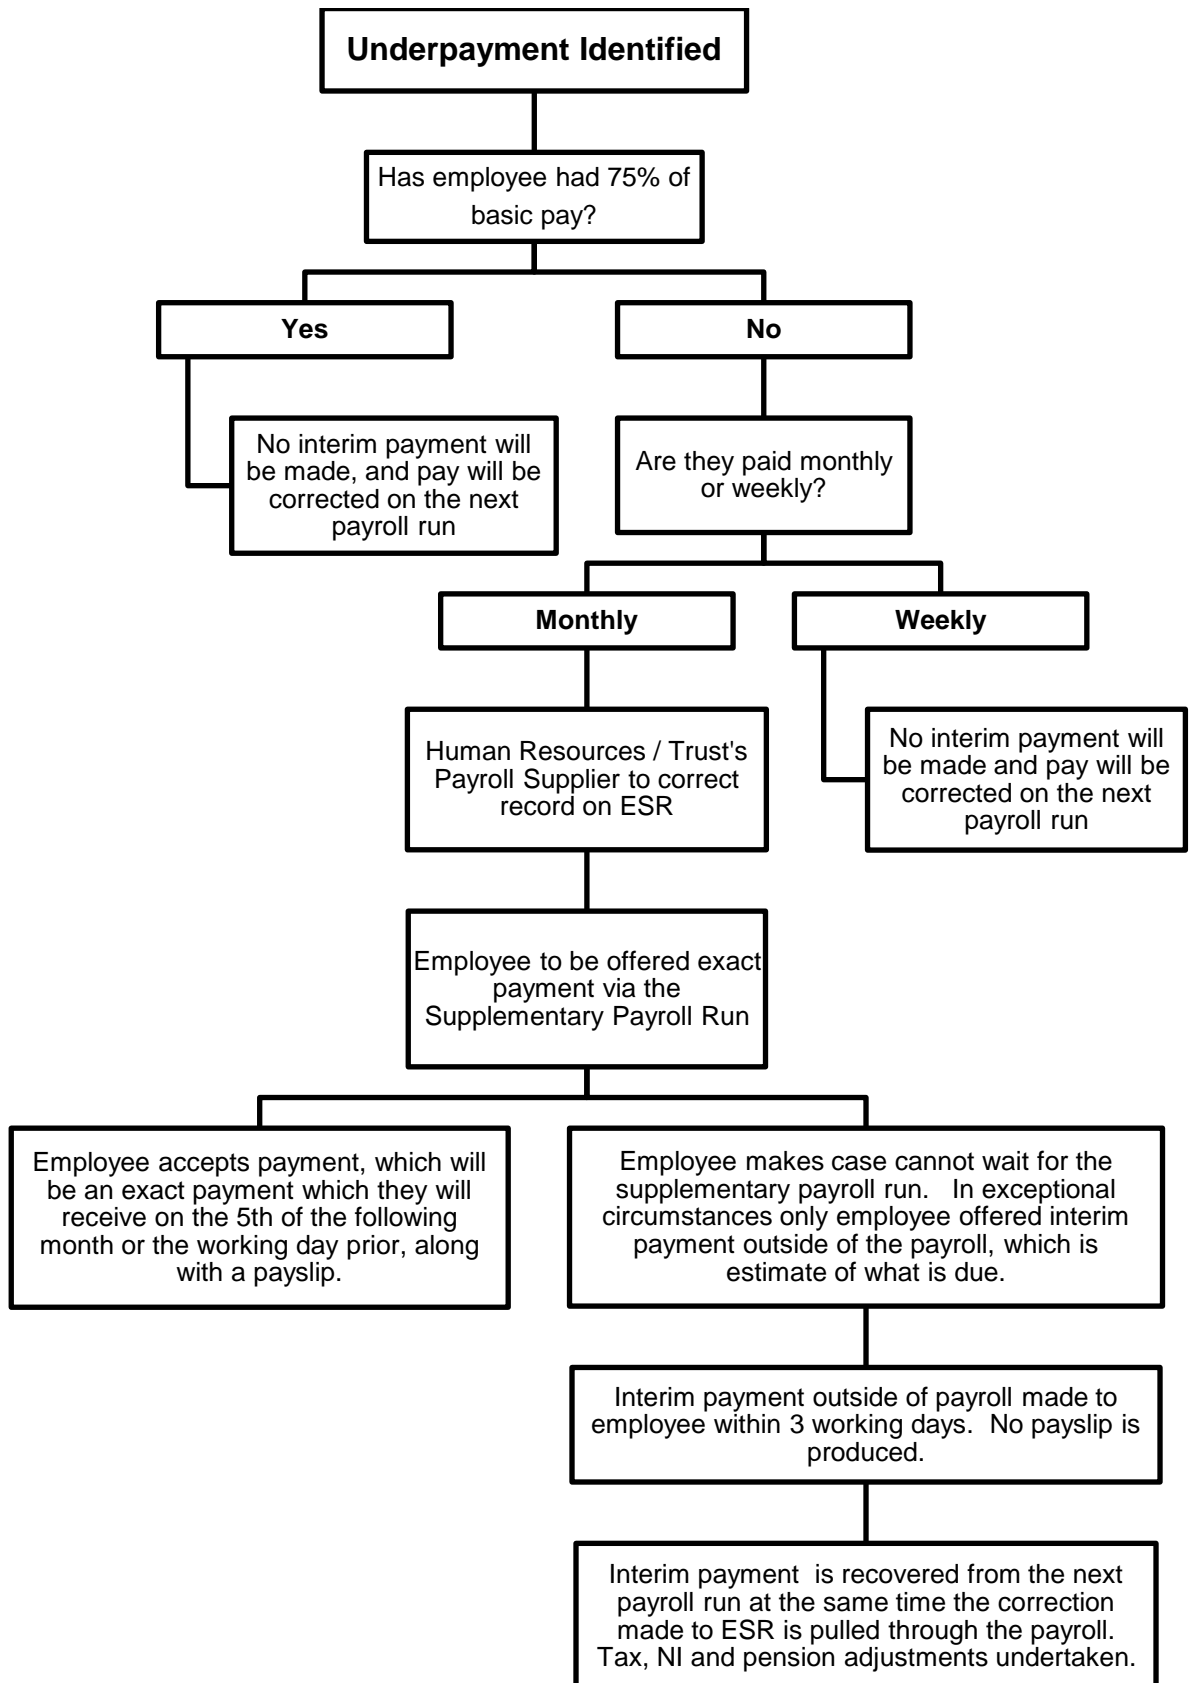 Underpayment Identified
Has employee had 75% of
basic pay?
Yes
No
No interim payment will
be made, and pay will be
corrected on the next
payroll run
Are they paid monthly
or weekly?
Monthly
Weekly
Human Resources / Trust's
Payroll Supplier to correct
record on ESR
No interim payment will
be made and pay will be
corrected on the next
payroll run
Employee to be offered exact
payment via the
Supplementary Payroll Run
Employee accepts payment, which will
be an exact payment which they will
receive on the 5th of the following
month or the working day prior, along
with a payslip.
Employee makes case cannot wait for the
supplementary payroll run.   In exceptional
circumstances only employee offered interim
payment outside of the payroll, which is
estimate of what is due.
Interim payment outside of payroll made to
employee within 3 working days.  No payslip is
produced.
Interim payment  is recovered from the next
payroll run at the same time the correction
made to ESR is pulled through the payroll.
Tax, NI and pension adjustments undertaken.